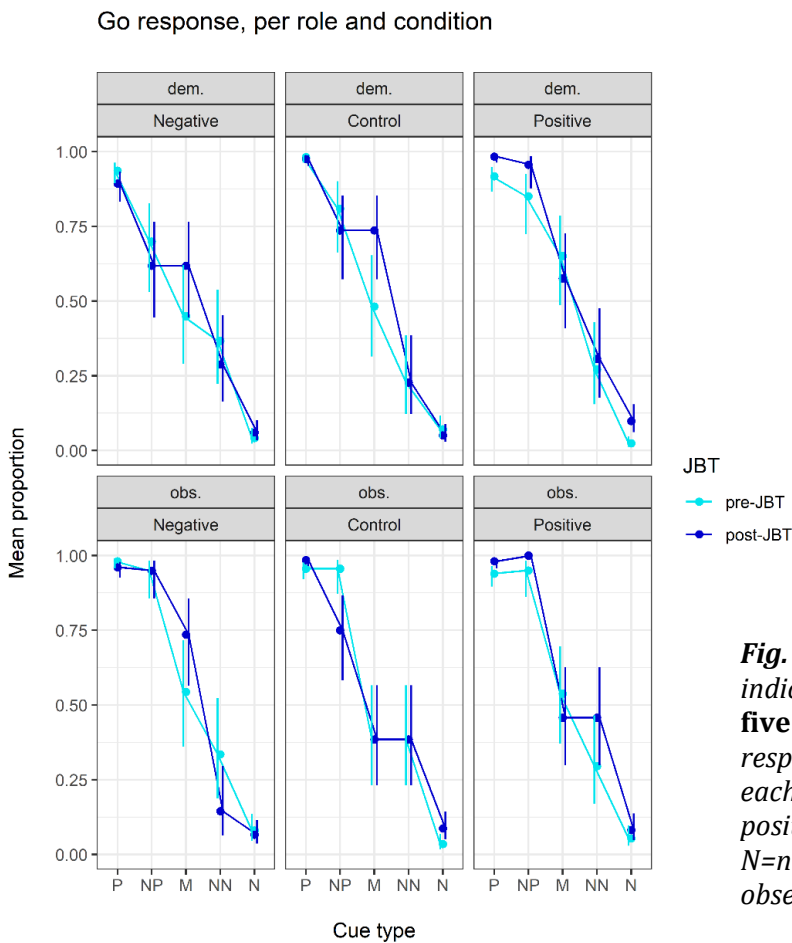 Go response, per role and condition
dem. dem. dem.
Negative Control Positive
1.00
0.75
0.50
0.25
0.00
obs. obs. obs.
Negative Control Positive
1.00
0.75
0.50
0.25
0.00
P NP M NN N P NP M NN N P NP M NN N
Cue type
Mean proportion
JBT
pre-JBT
post-JBT
Fig.
indic
five
resp
each
posit
N=n
obse